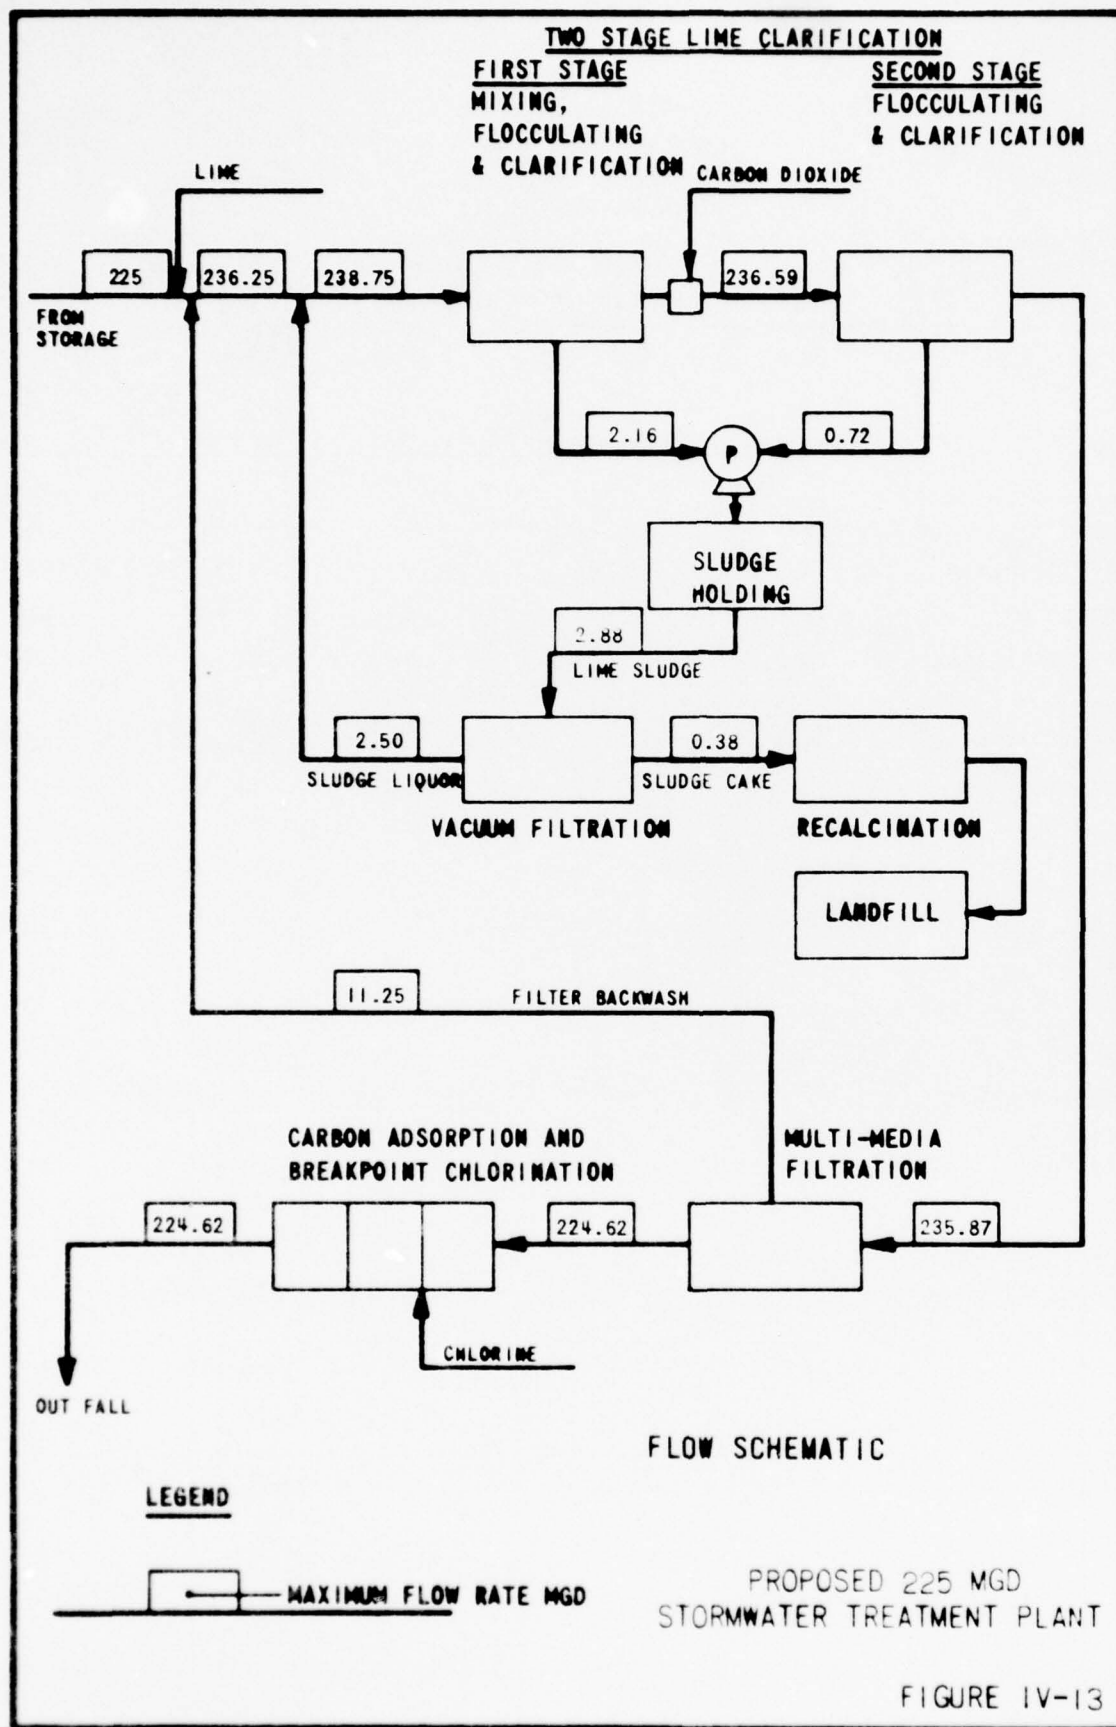 TWO STAGE LIME CLARIFICATION
FIRST STAGE
MIXING,
FLOCCULATING
& CLARIFICATION
SECOND STAGE
FLOCCULATING
& CLARIFICATION
LIME
CARBON DIOXIDE
225
236.25
238.75
236.59
FROM
STORAGE
2.16
P
0.72
SLUDGE
HOLDING
2.88
LIME SLUDGE
2.50
0.38
SLUDGE LIQUOR
SLUDGE CAKE
VACUUM FILTRATION
RECALCINATION
LANDFILL
11.25
FILTER BACKWASH
CARBON ADSORPTION AND
BREAKPOINT CHLORINATION
MULTI-MEDIA
FILTRATION
224.62
224.62
235.87
CHLORINE
OUT FALL
FLOW SCHEMATIC
LEGEND
MAXIMUM FLOW RATE MGD
PROPOSED 225 MGD
STORMWATER TREATMENT PLANT
FIGURE IV-13